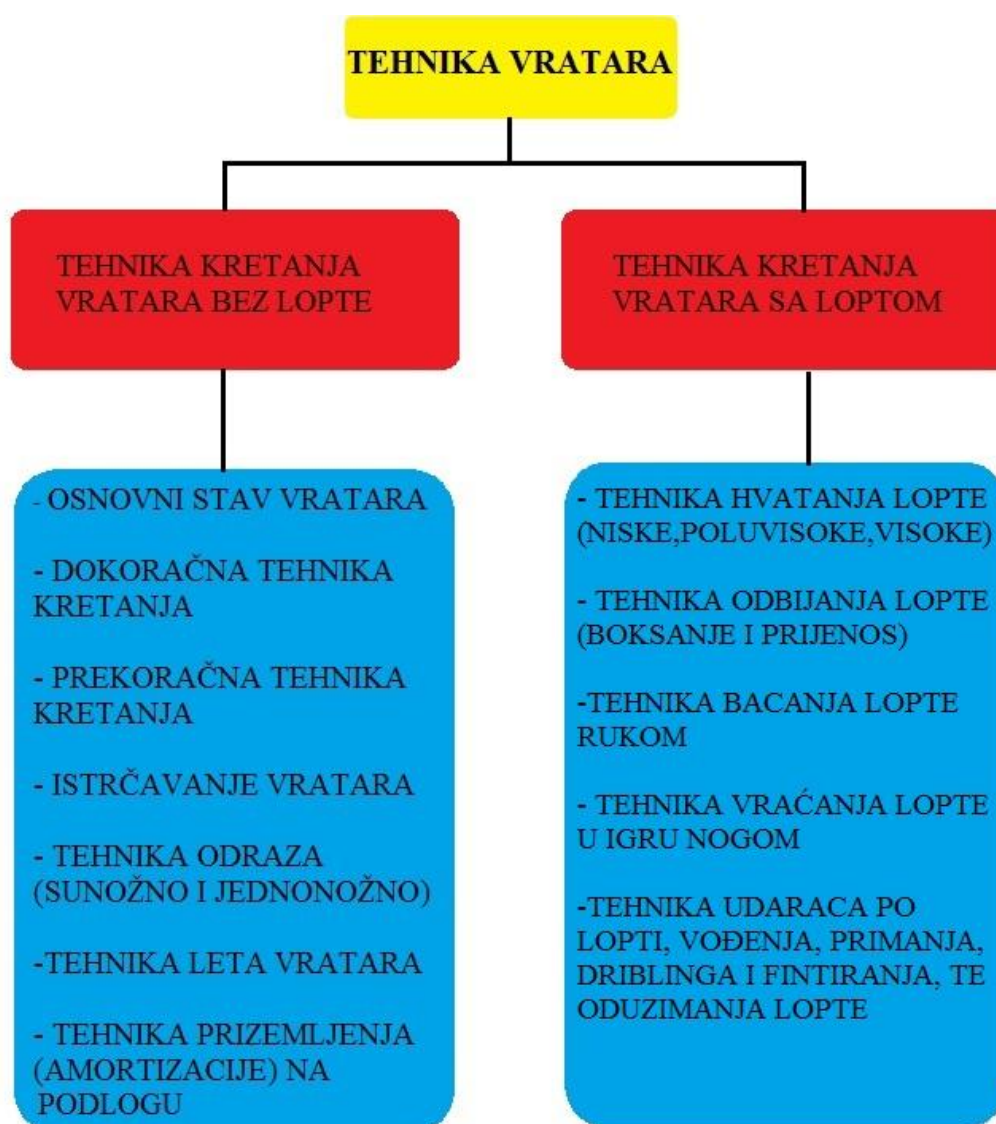 TEHNIKA VRATARA
TEHNIKA KRETANJA
VRATARA BEZ LOPTE
TEHNIKA KRETANJA
VRATARA SA LOPTOM
- OSNOVNI STAV VRATARA
- DOKORAČNA TEHNIKA
KRETANJA
- PREKORAČNA TEHNIKA
KRETANJA
- ISTRČAVANJE VRATARA
- TEHNIKA ODRAZA
(SUNOŽNO I JEDNONOŽNO)
-TEHNIKA LETA VRATARA
- TEHNIKA PRIZEMLJENJA
(AMORTIZACIJE) NA
PODLOGU
- TEHNIKA HVATANJA LOPTE
(NISKE,POLUVISOKE,VISOKE)
- TEHNIKA ODBIJANJA LOPTE
(BOKSANJE I PRIJENOS)
-TEHNIKA BACANJA LOPTE
RUKOM
- TEHNIKA VRAĆANJA LOPTE
U IGRU NOGOM
-TEHNIKA UDARACA PO
LOPTI, VOĐENJA, PRIMANJA,
DRIBLINGA I FINTIRANJA, TE
ODUZIMANJA LOPTE